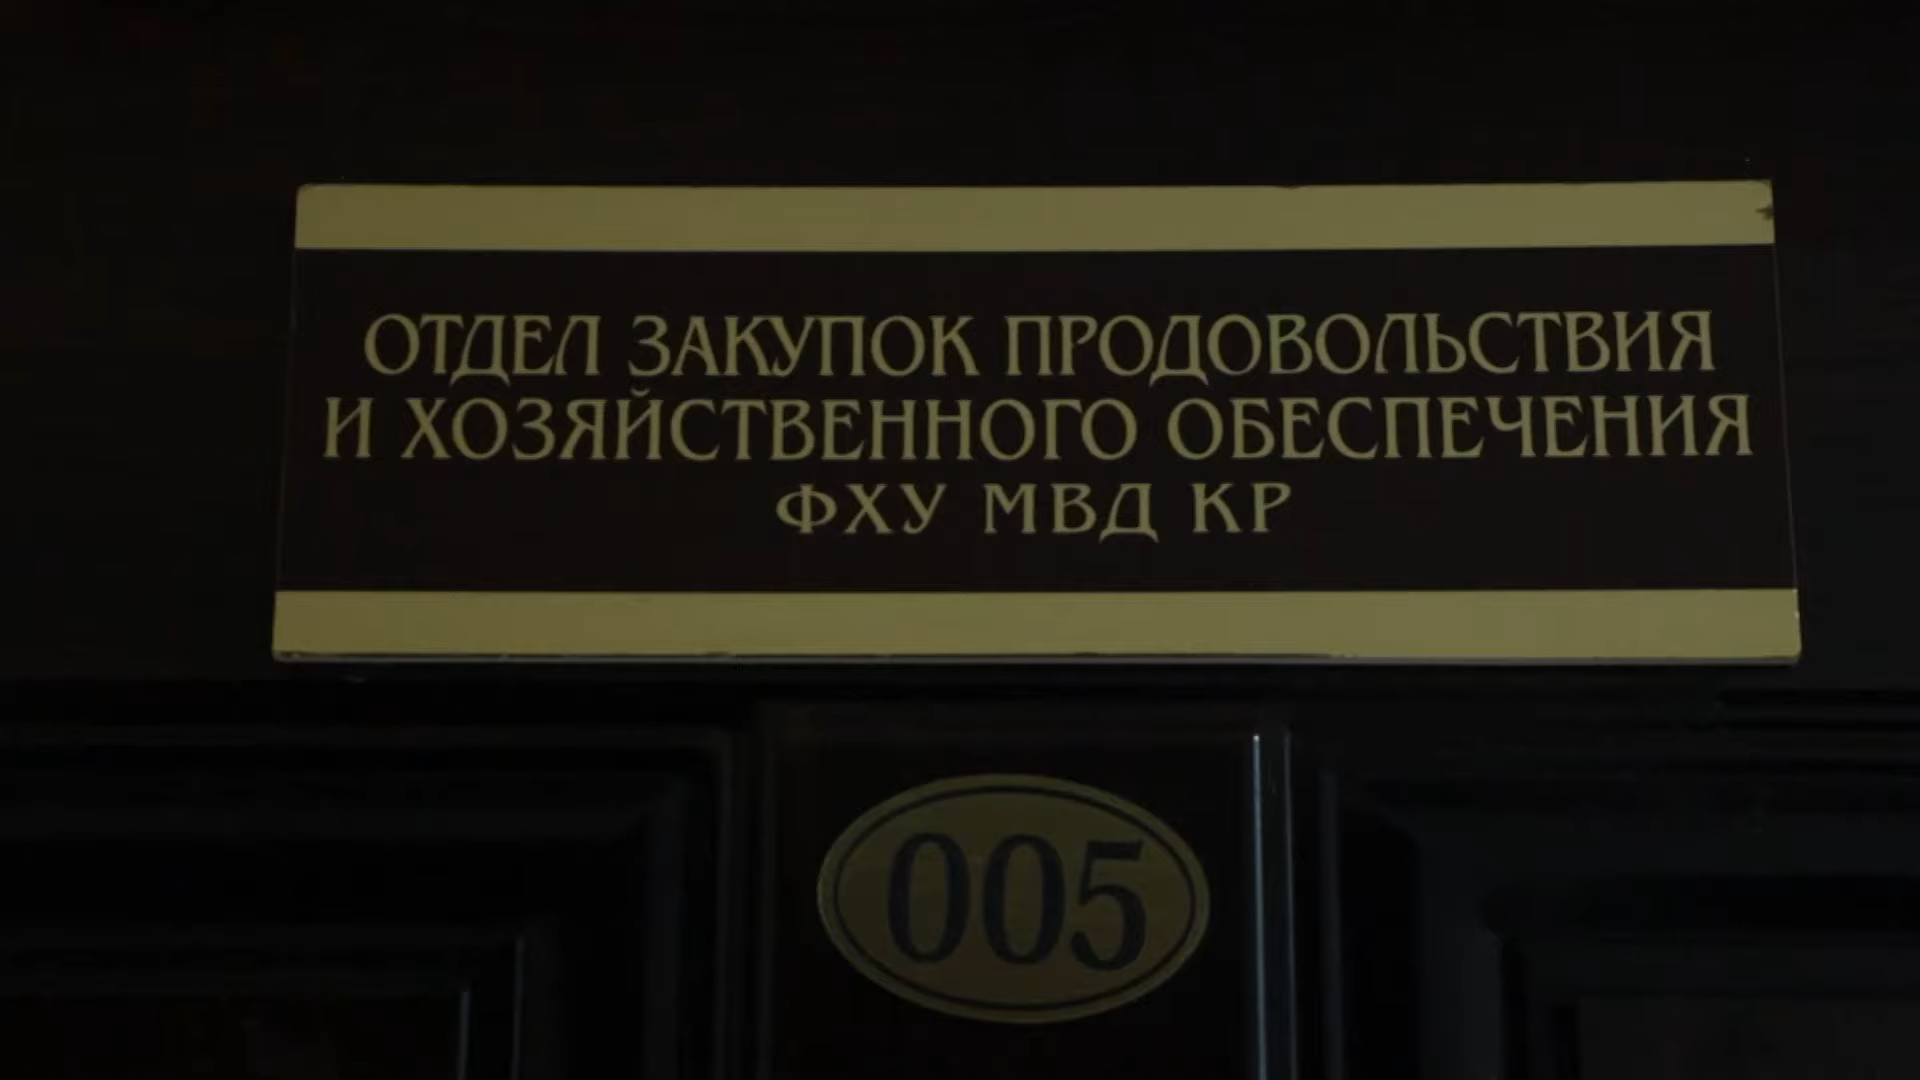 ОТДЕЛ ЗАКУПОК ПРОДОВОЛЬСТВИЯ
И ХОЗЯЙСТВЕННОГО ОБЕСПЕЧЕНИЯ
ФХУ МВД КР
005